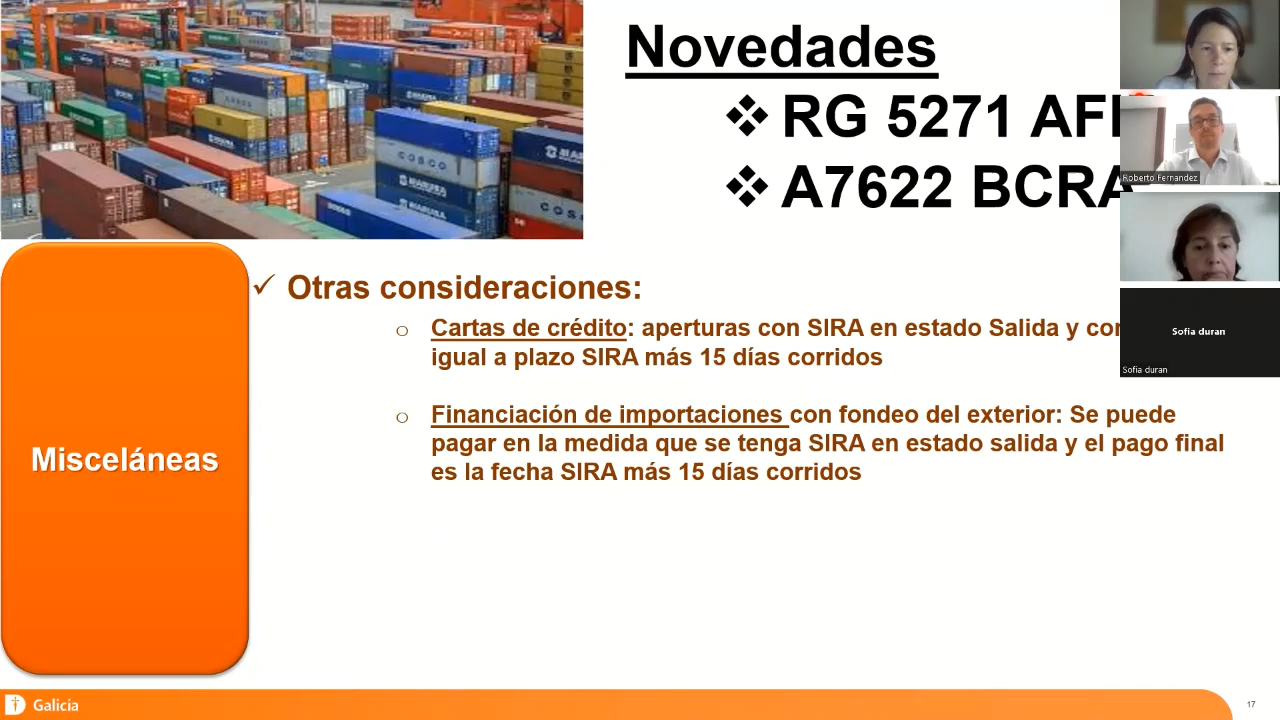 Novedades
❖ RG 5271 AFI
❖ A7622 BCRA
Roberto Fernandez
✓ Otras consideraciones:
o Cartas de crédito: aperturas con SIRA en estado Salida y con
igual a plazo SIRA más 15 días corridos
Sofia duran
Sofia duran
o Financiación de importaciones con fondeo del exterior: Se puede
pagar en la medida que se tenga SIRA en estado salida y el pago final
es la fecha SIRA más 15 días corridos
Misceláneas
Galicia
17
COSCO